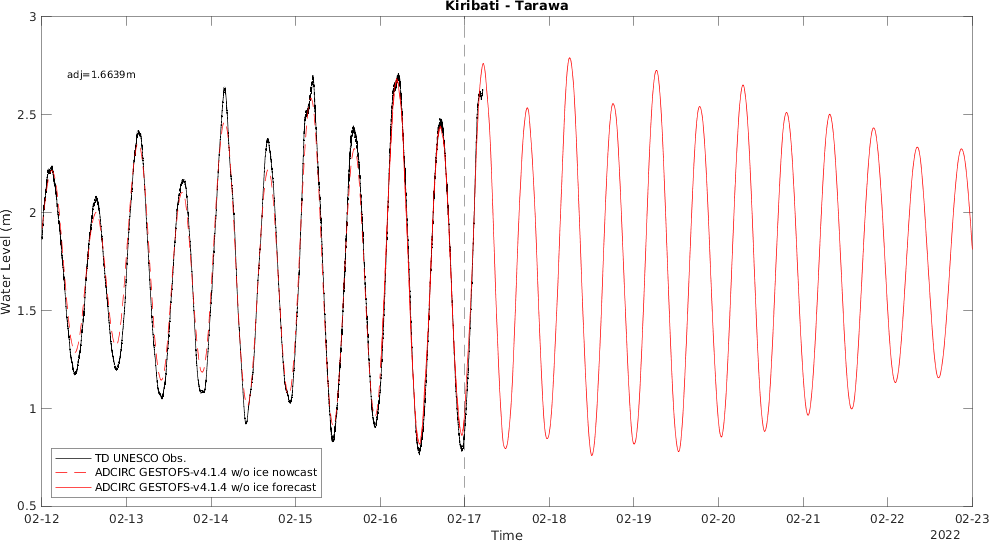 Kiribati - Tarawa
3
adj=1.6639m
2.5
2
Water Level (m)
1.5
1
TD UNESCO Obs.
ADCIRC GESTOFS-v4.1.4 w/o ice nowcast
ADCIRC GESTOFS-v4.1.4 w/o ice forecast
0.5
02-12 02-13 02-14 02-15 02-16 02-17 02-18 02-19 02-20 02-21 02-22 02-23
Time
2022